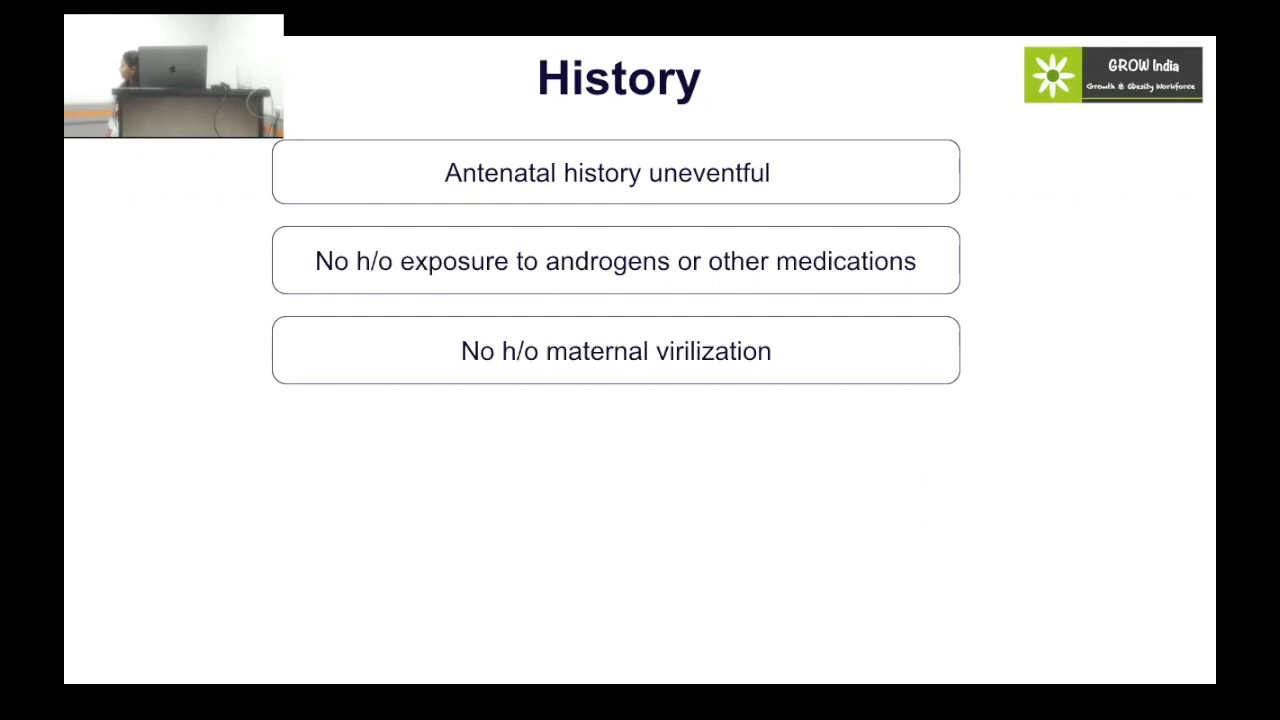 History
GROW India
Growth & Obesity Workforce
Antenatal history uneventful
No h/o exposure to androgens or other medications
No h/o maternal virilization